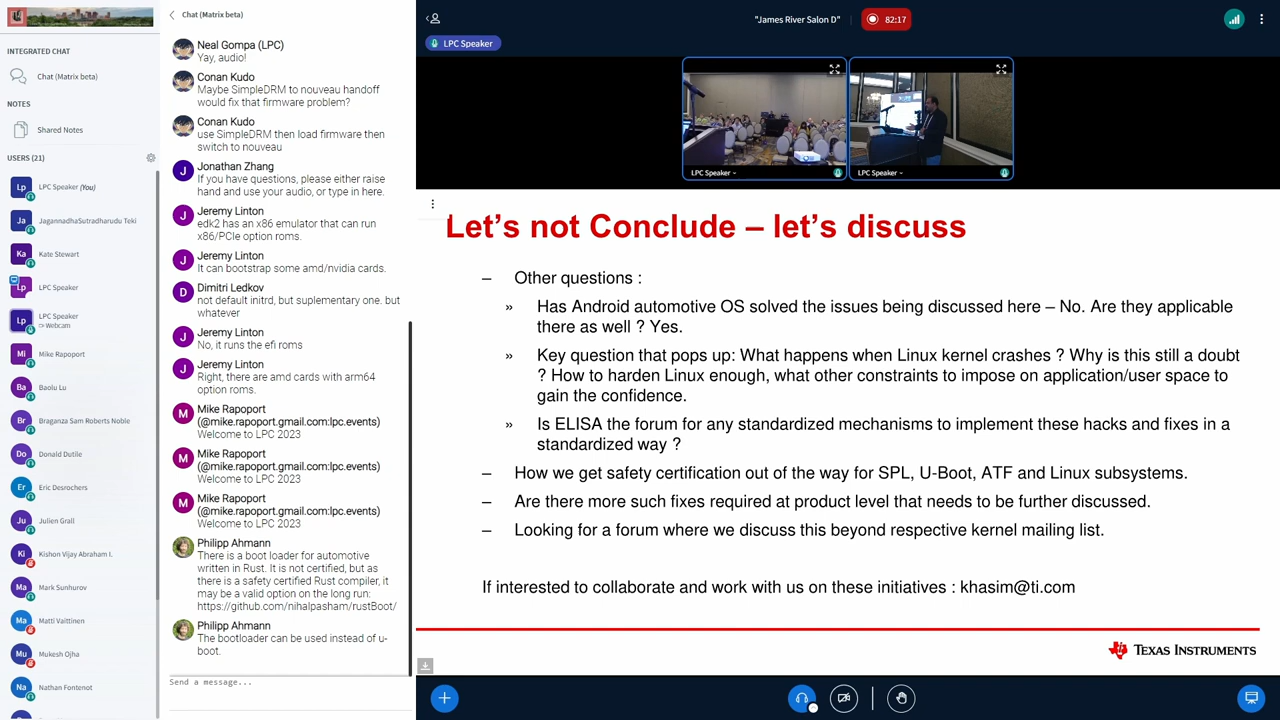 INTEGRATED CHAT
Chat (Matrix beta)
NOTES
Shared Notes
USERS (21)
Lp LPC Speaker (You)
Ja JagannadhaSutradharudu Teki
Ka Kate Stewart
Lp LPC Speaker
Lp LPC Speaker
Webcam
Mi Mike Rapoport
Ba Baolu Lu
Br Braganza Sam Roberts Noble
Do Donald Dutile
Er Eric Desrochers
Ju Julien Grall
Ki Kishon Vijay Abraham I.
Ma Mark Sunhurov
Ma Matti Vaittinen
Mu Mukesh Ojha
Na Nathan Fontenot
Chat (Matrix beta)
Neal Gompa (LPC)
Yay, audio!
Conan Kudo
Maybe SimpleDRM to nouveau handoff
would fix that firmware problem?
Conan Kudo
use SimpleDRM then load firmware then
switch to nouveau
J Jonathan Zhang
If you have questions, please either raise
hand and use your audio, or type in here.
J Jeremy Linton
edk2 has an x86 emulator that can run
x86/PCIe option roms.
J Jeremy Linton
It can bootstrap some amd/nvidia cards.
D Dimitri Ledkov
not default initrd, but suplementary one. but
whatever
J Jeremy Linton
No, it runs the efi roms
J Jeremy Linton
Right, there are amd cards with arm64
option roms.
M Mike Rapoport
(@mike.rapoport.gmail.com:lpc.events)
Welcome to LPC 2023
M Mike Rapoport
(@mike.rapoport.gmail.com:lpc.events)
Welcome to LPC 2023
M Mike Rapoport
(@mike.rapoport.gmail.com:lpc.events)
Welcome to LPC 2023
Philipp Ahmann
There is a boot loader for automotive
written in Rust. It is not certified, but as
there is a safety certified Rust compiler, it
may be a valid option on the long run:
https://github.com/nihalpasham/rustBoot/
Philipp Ahmann
The bootloader can be used instead of u-
boot.
Send a message...
"James River Salon D"
82:17
LPC Speaker
LPC Speaker
LPC Speaker
Let's not Conclude – let's discuss
– Other questions :
» Has Android automotive OS solved the issues being discussed here – No. Are they applicable
there as well ? Yes.
» Key question that pops up: What happens when Linux kernel crashes ? Why is this still a doubt
? How to harden Linux enough, what other constraints to impose on application/user space to
gain the confidence.
» Is ELISA the forum for any standardized mechanisms to implement these hacks and fixes in a
standardized way ?
– How we get safety certification out of the way for SPL, U-Boot, ATF and Linux subsystems.
– Are there more such fixes required at product level that needs to be further discussed.
– Looking for a forum where we discuss this beyond respective kernel mailing list.
If interested to collaborate and work with us on these initiatives : khasim@ti.com
TEXAS INSTRUMENTS